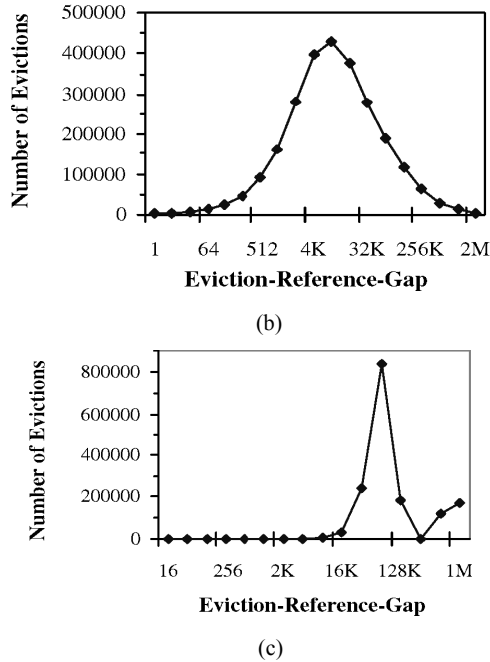 500000
400000
300000
200000
100000
0
Number of Evictions
1 64 512 4K 32K 256K 2M
Eviction-Reference-Gap
(b)
800000
600000
400000
200000
0
Number of Evictions
16 256 2K 16K 128K 1M
Eviction-Reference-Gap
(c)